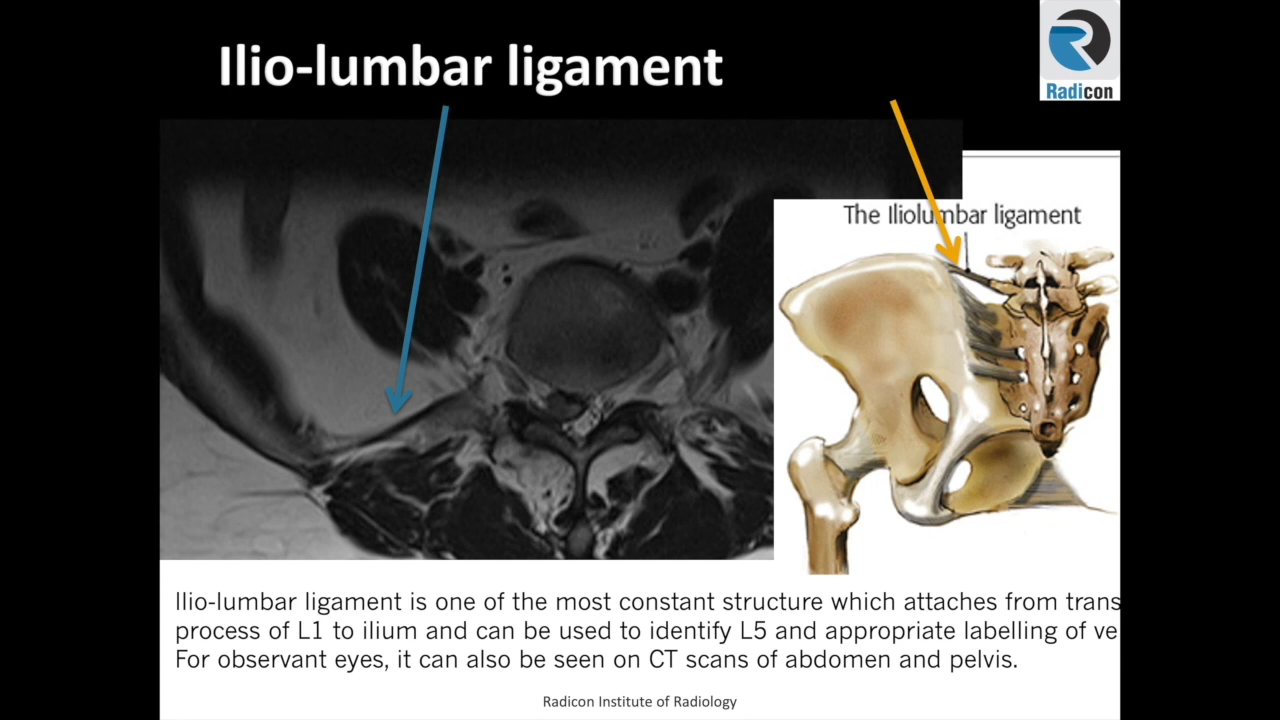 Ilio-lumbar ligament
Radicon
The Iliolumbar ligament
Ilio-lumbar ligament is one of the most constant structure which attaches from trans
process of L1 to ilium and can be used to identify L5 and appropriate labelling of ve
For observant eyes, it can also be seen on CT scans of abdomen and pelvis.
Radicon Institute of Radiology